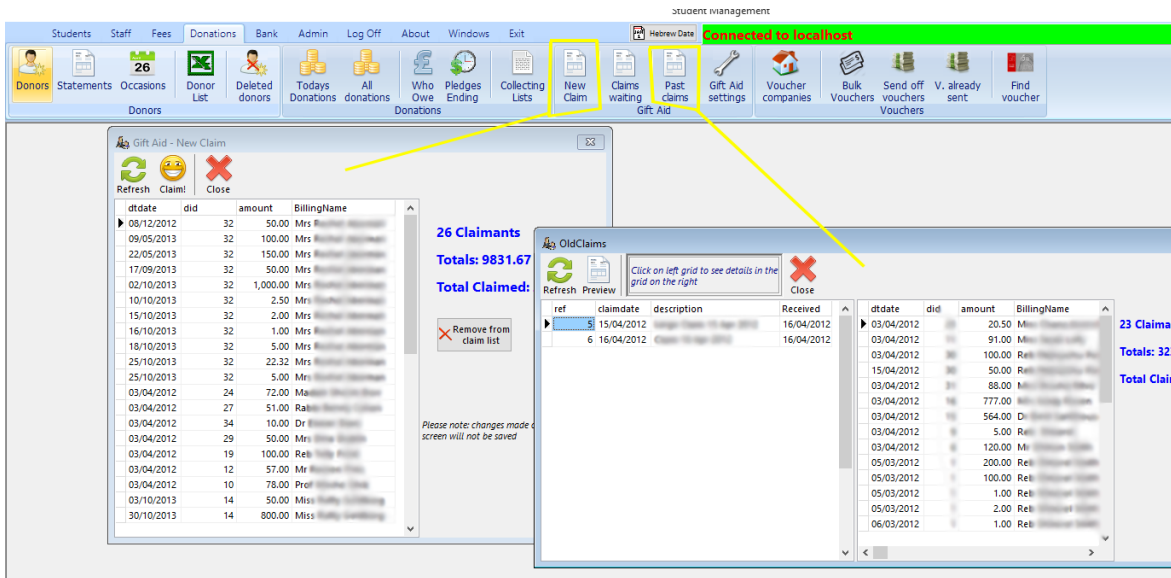 Student Management
Students Staff Fees Donations Bank Admin Log Off About Windows Exit Hebrew Date Connected to localhost
Donors Statements 26 Occasions Donor List Deleted donors Todays Donations All donations Who Owe Pledges Ending Collecting Lists New Claim Claims waiting Past claims Gift Aid settings Voucher companies Bulk Vouchers Send off vouchers V. already sent Find voucher
Donors Donations Gift Aid Vouchers
Gift Aid - New Claim
Refresh Claim! Close
dtdate did amount BillingName
08/12/2012 32 50.00 Mrs
09/05/2013 32 100.00 Mrs
22/05/2013 32 150.00 Mrs
17/09/2013 32 50.00 Mrs
02/10/2013 32 1,000.00 Mrs
10/10/2013 32 2.50 Mrs
15/10/2013 32 2.00 Mrs
16/10/2013 32 1.00 Mrs
18/10/2013 32 5.00 Mrs
25/10/2013 32 22.32 Mrs
25/10/2013 32 5.00 Mrs
03/04/2012 24 72.00
03/04/2012 27 51.00
03/04/2012 34 10.00 Dr
03/04/2012 29 50.00 Mrs
03/04/2012 19 100.00 Reb
03/04/2012 12 57.00 Mr
03/04/2012 10 78.00 Prof
03/10/2013 14 50.00 Miss
30/10/2013 14 800.00 Miss
26 Claimants
Totals: 9831.67
Total Claimed:
Remove from
claim list
Please note: changes made
screen will not be saved
OldClaims
Refresh Preview Close
Click on left grid to see details in the
grid on the right
ref claimdate description Received
5 15/04/2012 16/04/2012
6 16/04/2012 16/04/2012
dtdate did amount BillingName
03/04/2012 20.50
03/04/2012 91.00
03/04/2012 100.00 Reb
15/04/2012 50.00 Reb
03/04/2012 88.00
03/04/2012 777.00
03/04/2012 564.00
03/04/2012 5.00
03/04/2012 120.00 Mr
05/03/2012 200.00 Reb
05/03/2012 100.00 Reb
05/03/2012 1.00 Reb
05/03/2012 2.00 Reb
06/03/2012 1.00 Reb
23 Claima
Totals: 32
Total Clai